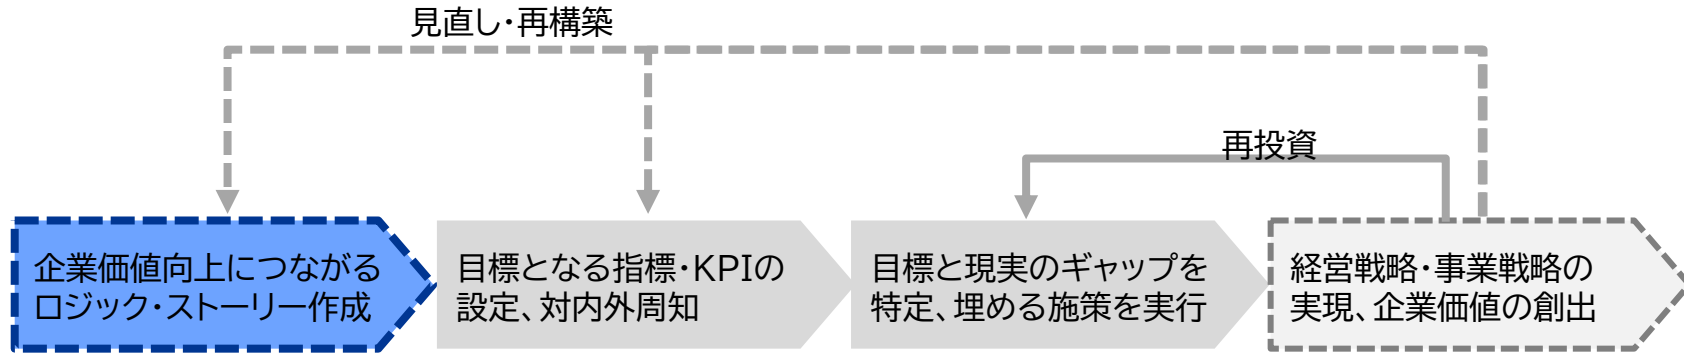 見直し・再構築
再投資
企業価値向上につながる
ロジック・ストーリー作成
目標となる指標・KPIの
設定、対内外周知
目標と現実のギャップを
特定、埋める施策を実行
経営戦略・事業戦略の
実現、企業価値の創出